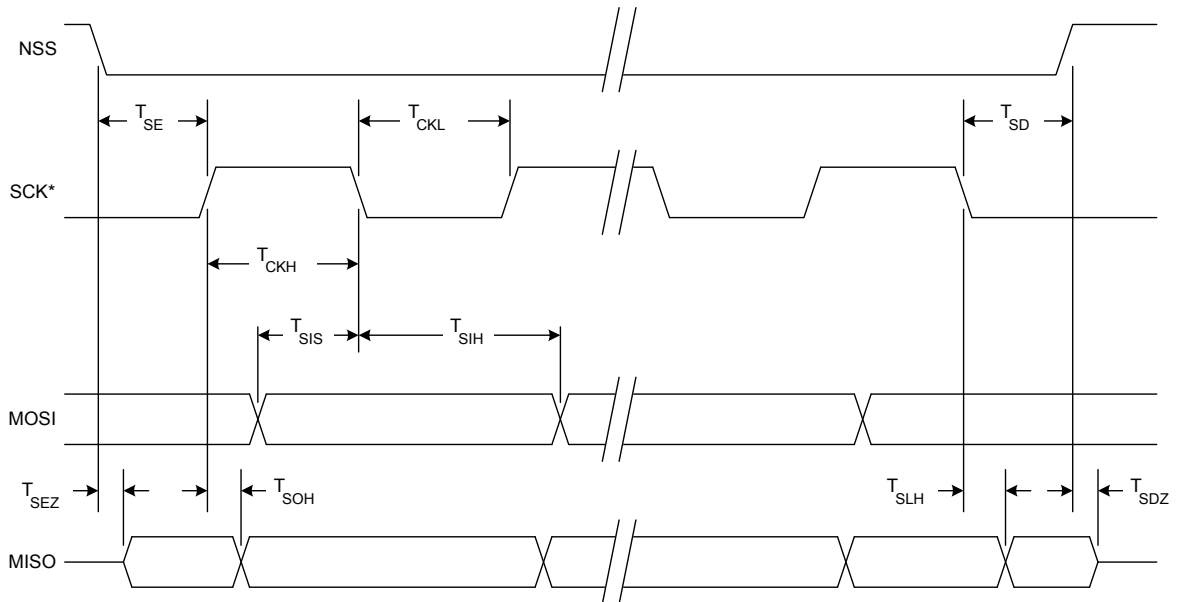 NSS
T_SE
T_CKL
T_SD
SCK*
T_CKH
T_SIS
T_SIH
MOSI
T_SEZ
T_SOH
T_SLH
T_SDZ
MISO